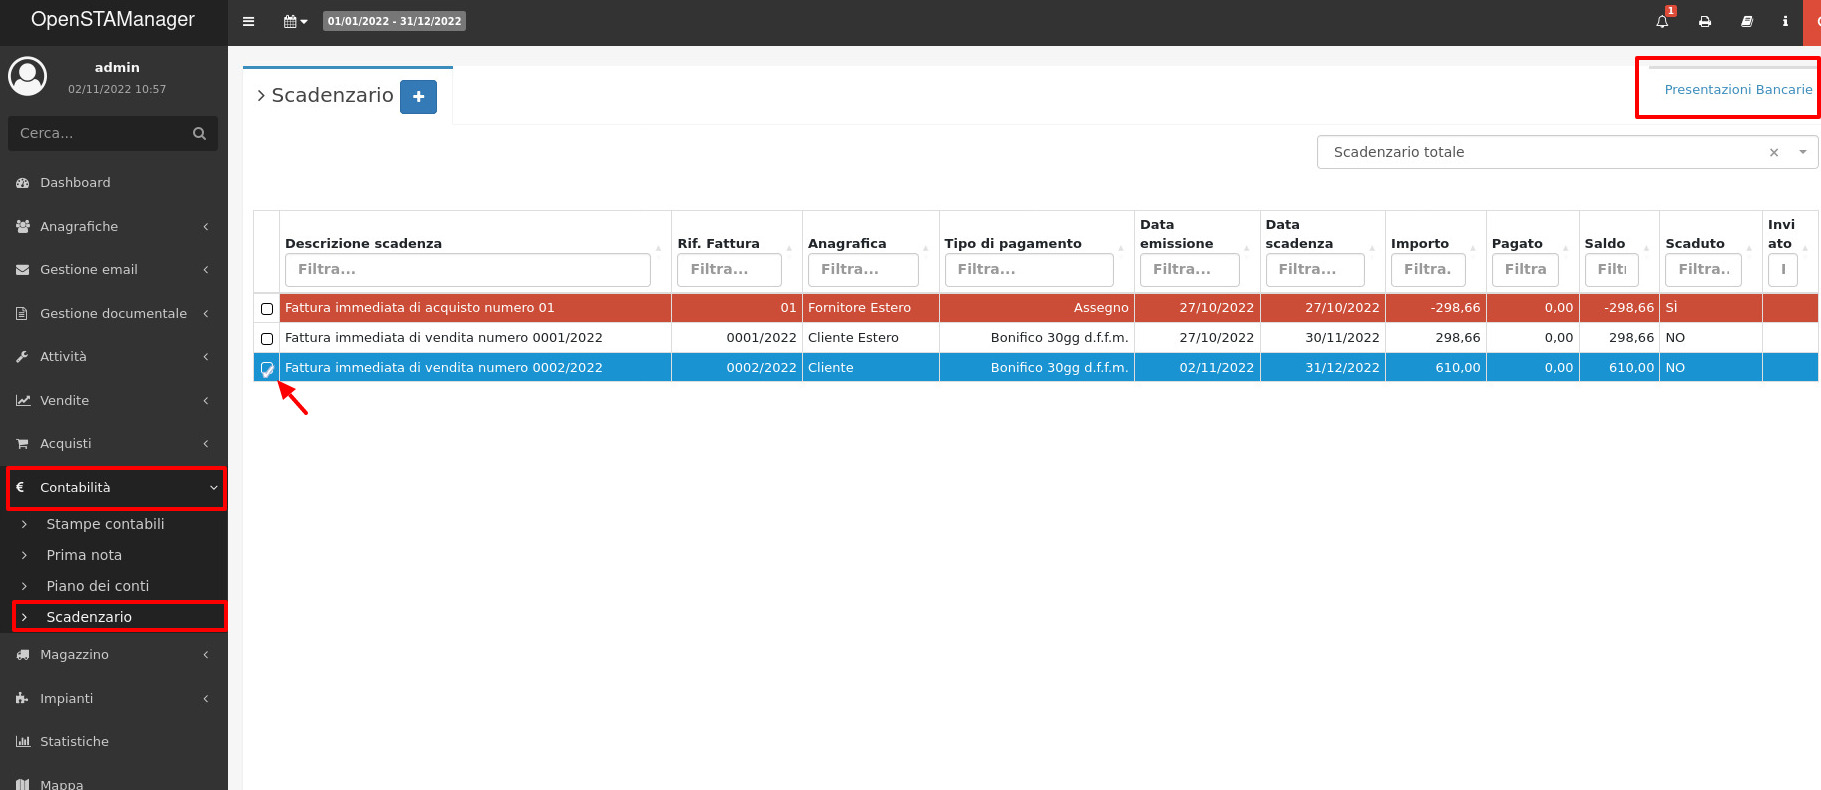 OpenSTAManager
01/01/2022 - 31/12/2022
1
admin
02/11/2022 10:57
Cerca...
Dashboard
Anagrafiche
Gestione email
Gestione documentale
Attività
Vendite
Acquisti
Contabilità
Stampe contabili
Prima nota
Piano dei conti
Scadenzario
Magazzino
Impianti
Statistiche
Mappa
Scadenzario
Presentazioni Bancarie
Scadenzario totale
Descrizione scadenza Rif. Fattura Anagrafica Tipo di pagamento Data emissione Data scadenza Importo Pagato Saldo Scaduto Inviato
Filtra... Filtra... Filtra... Filtra... Filtra... Filtra... Filtra. Filtra Filtra..
Fattura immediata di acquisto numero 01 01 Fornitore Estero Assegno 27/10/2022 27/10/2022 -298,66 0,00 -298,66 SÌ
Fattura immediata di vendita numero 0001/2022 0001/2022 Cliente Estero Bonifico 30gg d.f.f.m. 27/10/2022 30/11/2022 298,66 0,00 298,66 NO
Fattura immediata di vendita numero 0002/2022 0002/2022 Cliente Bonifico 30gg d.f.f.m. 02/11/2022 31/12/2022 610,00 0,00 610,00 NO